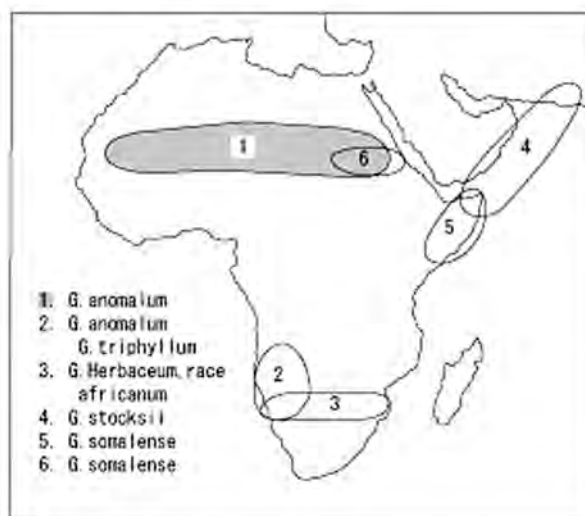 1
6
4
5
2
3
1. G. anomalum
2. G. anomalum
G. triphyllum
3. G. Herbaceum, race
africanum
4. G. stocksii
5. G. somalense
6. G. somalense